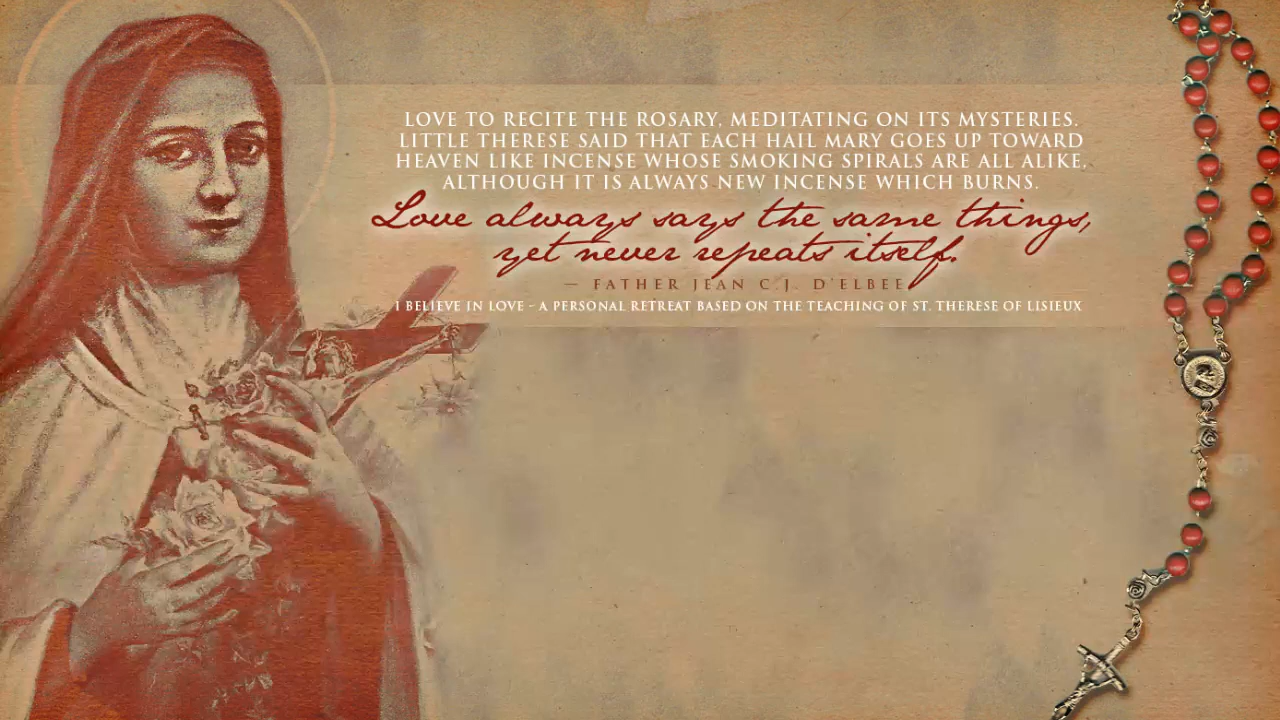 LOVE TO RECITE THE ROSARY, MEDITATING ON ITS MYSTERIES.
LITTLE THERESE SAID THAT EACH HAIL MARY GOES UP TOWARD
HEAVEN LIKE INCENSE WHOSE SMOKING SPIRALS ARE ALL ALIKE,
ALTHOUGH IT IS ALWAYS NEW INCENSE WHICH BURNS.
Love always says the same things,
yet never repeats itself.
— FATHER JEAN C.J. D'ELBEE
I BELIEVE IN LOVE - A PERSONAL RETREAT BASED ON THE TEACHING OF ST. THERESE OF LISIEUX